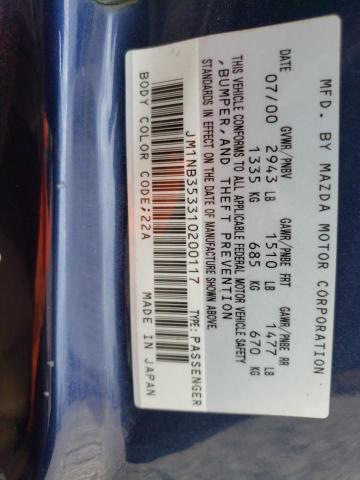 MFD. BY MAZDA MOTOR CORPORATION
DATE GVWR/PNBV GAWR/PNBE FRT GAWR/PNBE RR
07/00 2943 LB 1510 LB 1477 LB
1335 KG 685 KG 670 KG
THIS VEHICLE CONFORMS TO ALL APPLICABLE FEDERAL MOTOR VEHICLE SAFETY
, BUMPER, AND THEFT PREVENTION
STANDARDS IN EFFECT ON THE DATE OF MANUFACTURE SHOWN ABOVE.
JM1NB353310200117 TYPE: PASSENGER
BODY COLOR CODE;22A MADE IN JAPAN